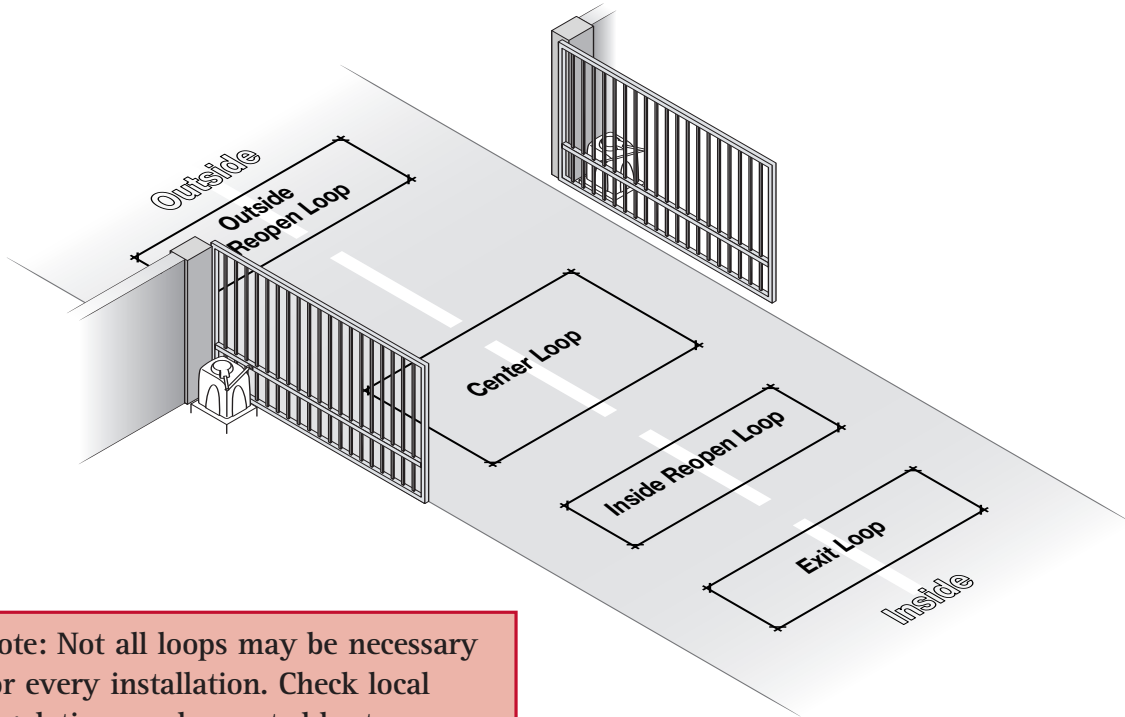 Outside
Outside
Reopen Loop
Center Loop
Inside Reopen Loop
Exit Loop
Inside
ote: Not all loops may be necessary
or every installation. Check local